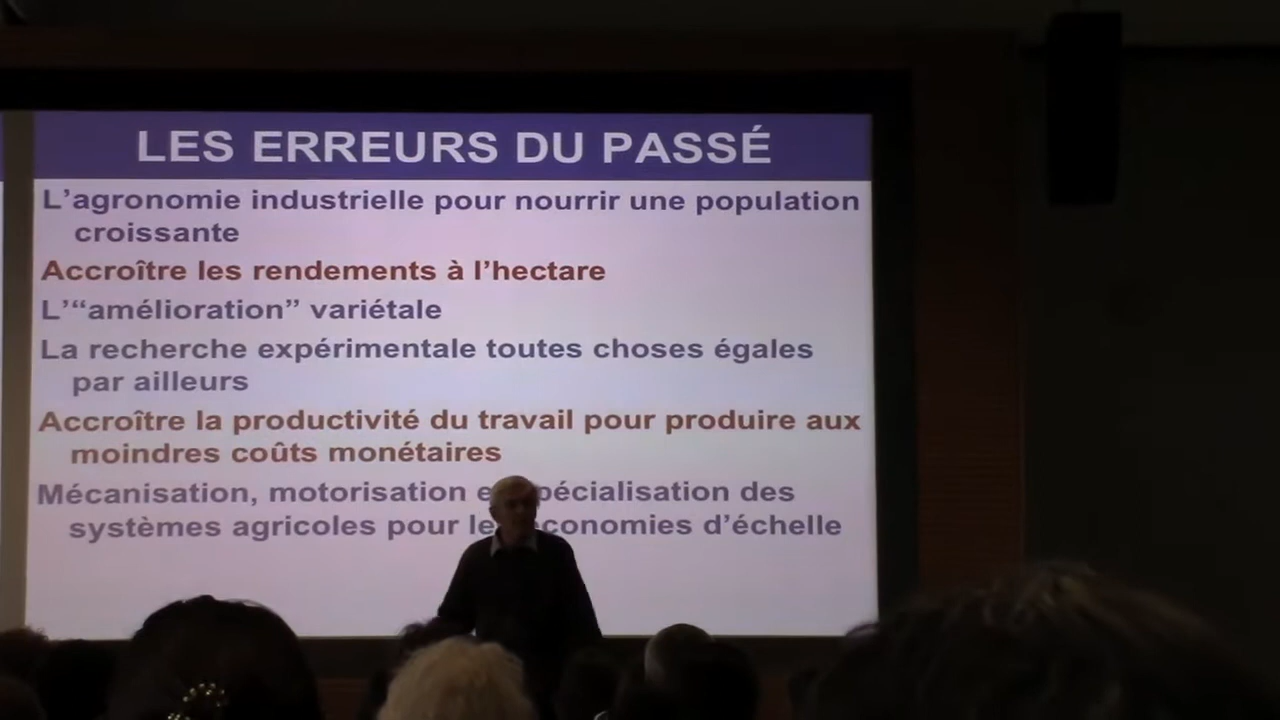 LES ERREURS DU PASSÉ
L’agronomie industrielle pour nourrir une population
croissante
Accroître les rendements à l’hectare
L’“amélioration” variétale
La recherche expérimentale toutes choses égales
par ailleurs
Accroître la productivité du travail pour produire aux
moindres coûts monétaires
Mécanisation, motorisation des
systèmes agricoles pour d’échelle